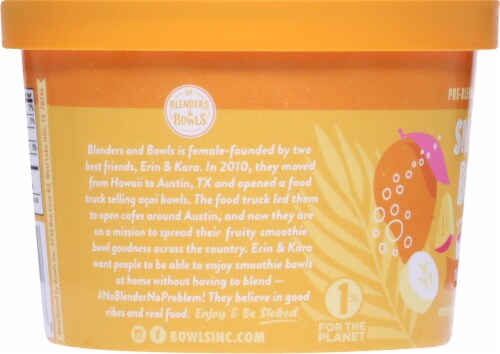 BY
BLENDERS
& BOWLS
Blenders and Bowls is female-founded by two
best friends, Erin & Kara. In 2010, they moved
from Hawaii to Austin, TX and opened a food
truck selling açai bowls. The food truck led them
to open cafes around Austin, and now they are
on a mission to spread their fruity smoothie
bowl goodness across the country. Erin & Kara
want people to be able to enjoy smoothie bowls
at home without having to blend —
#NoBlenderNoProblem! They believe in good
vibes and real food. Enjoy & Be Stoked.
BOWLSINC.COM
1%
FOR THE
PLANET